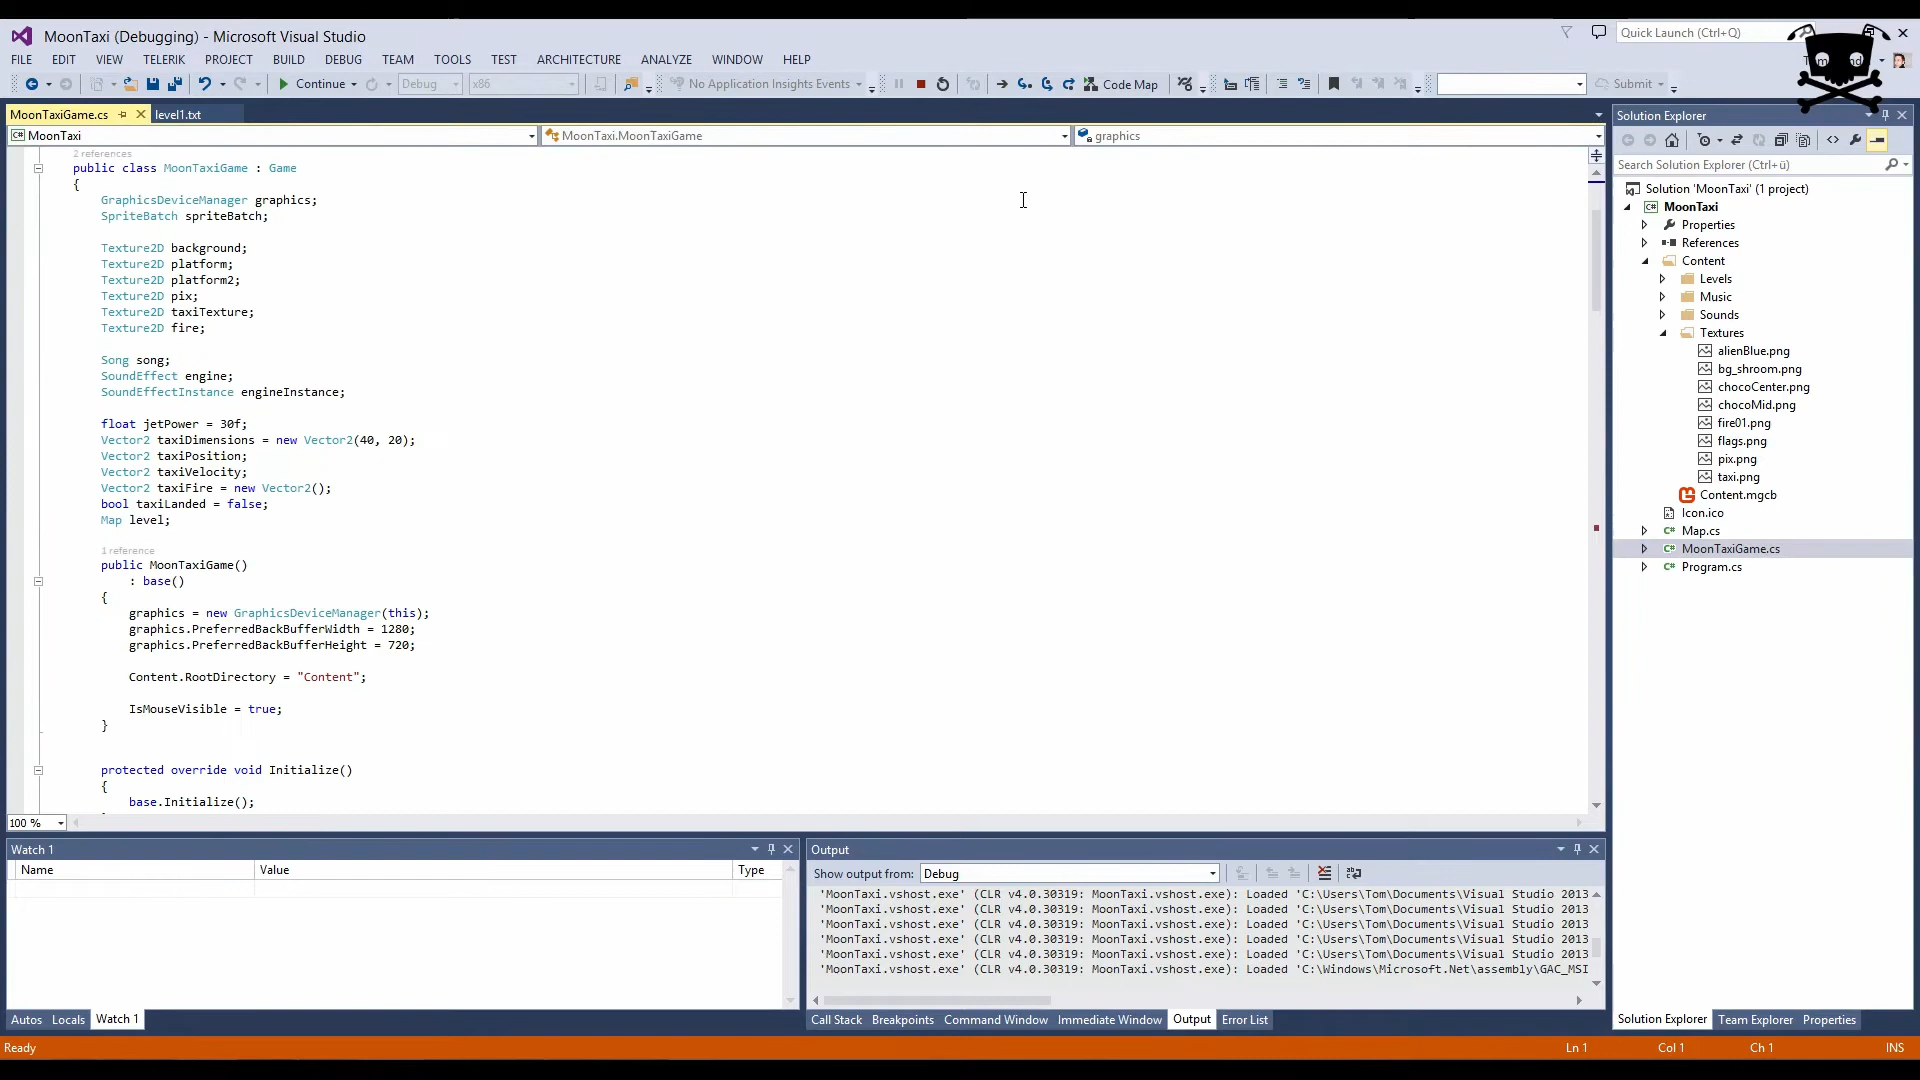 MoonTaxi (Debugging) - Microsoft Visual Studio
Quick Launch (Ctrl+Q)
FILE EDIT VIEW TELERIK PROJECT BUILD DEBUG TEAM TOOLS TEST ARCHITECTURE ANALYZE WINDOW HELP
Continue Debug x86 No Application Insights Events Code Map Submit
MoonTaxiGame.cs level1.txt
MoonTaxi MoonTaxi.MoonTaxiGame graphics
2 references
public class MoonTaxiGame : Game
{
GraphicsDeviceManager graphics;
SpriteBatch spriteBatch;
Texture2D background;
Texture2D platform;
Texture2D platform2;
Texture2D pix;
Texture2D taxiTexture;
Texture2D fire;
Song song;
SoundEffect engine;
SoundEffectInstance engineInstance;
float jetPower = 30f;
Vector2 taxiDimensions = new Vector2(40, 20);
Vector2 taxiPosition;
Vector2 taxiVelocity;
Vector2 taxiFire = new Vector2();
bool taxiLanded = false;
Map level;
1 reference
public MoonTaxiGame()
: base()
{
graphics = new GraphicsDeviceManager(this);
graphics.PreferredBackBufferWidth = 1280;
graphics.PreferredBackBufferHeight = 720;
Content.RootDirectory = "Content";
IsMouseVisible = true;
}
protected override void Initialize()
{
base.Initialize();
100 %
Solution Explorer
Search Solution Explorer (Ctrl+ü)
Solution 'MoonTaxi' (1 project)
MoonTaxi
Properties
References
Content
Levels
Music
Sounds
Textures
alienBlue.png
bg_shroom.png
chocoCenter.png
chocoMid.png
fire01.png
flags.png
pix.png
taxi.png
Content.mgcb
Icon.ico
Map.cs
MoonTaxiGame.cs
Program.cs
Watch 1
Name Value Type
Autos Locals Watch 1
Output
Show output from: Debug
'MoonTaxi.vshost.exe' (CLR v4.0.30319: MoonTaxi.vshost.exe): Loaded 'C:\Users\Tom\Documents\Visual Studio 2013
'MoonTaxi.vshost.exe' (CLR v4.0.30319: MoonTaxi.vshost.exe): Loaded 'C:\Users\Tom\Documents\Visual Studio 2013
'MoonTaxi.vshost.exe' (CLR v4.0.30319: MoonTaxi.vshost.exe): Loaded 'C:\Users\Tom\Documents\Visual Studio 2013
'MoonTaxi.vshost.exe' (CLR v4.0.30319: MoonTaxi.vshost.exe): Loaded 'C:\Users\Tom\Documents\Visual Studio 2013
'MoonTaxi.vshost.exe' (CLR v4.0.30319: MoonTaxi.vshost.exe): Loaded 'C:\Users\Tom\Documents\Visual Studio 2013
'MoonTaxi.vshost.exe' (CLR v4.0.30319: MoonTaxi.vshost.exe): Loaded 'C:\Windows\Microsoft.Net\assembly\GAC_MSI
Call Stack Breakpoints Command Window Immediate Window Output Error List
Solution Explorer Team Explorer Properties
Ready Ln 1 Col 1 Ch 1 INS